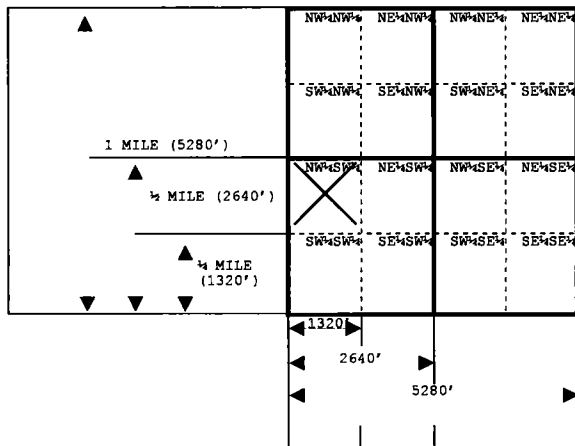 NW¼NW¼ NE¼NW¼ NW¼NE¼ NE¼NE¼
SW¼NW¼ SE¼NW¼ SW¼NE¼ SE¼NE¼
1 MILE (5280')
NW¼SW¼ NE¼SW¼ NW¼SE¼ NE¼SE¼
½ MILE (2640')
SW¼SW¼ SE¼SW¼ SW¼SE¼ SE¼SE¼
¼ MILE
(1320')
1320'
2640'
5280'